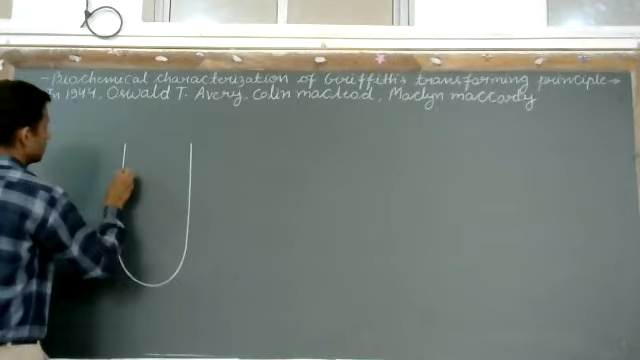 - Biochemical characterization of Griffith's transforming principle →
In 1944, Oswald T. Avery, Colin macleod, Maclyn maccarty